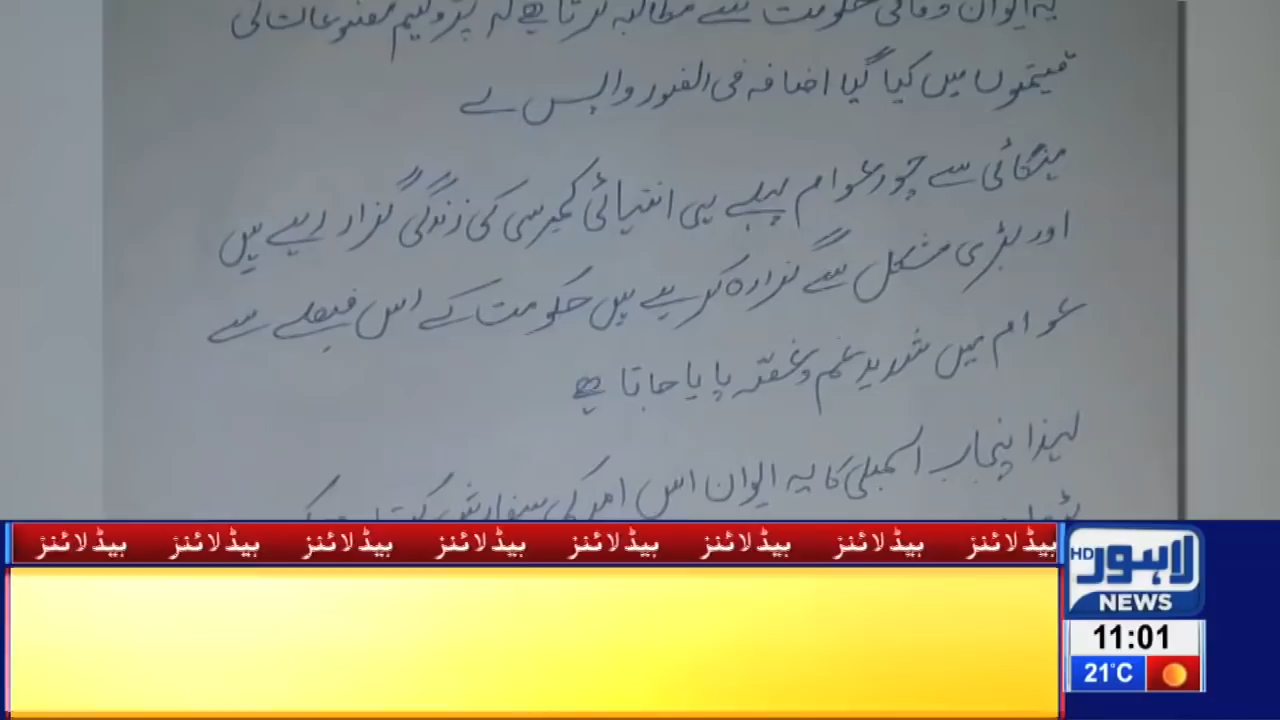 یہ ایوان وفاقی حکومت سے مطالبہ کرتا ہے کہ پٹرولیم مصنوعات کی
قیمتوں میں کیا گیا اضافہ فی الفور واپس لے
مہنگائی سے چور عوام پہلے ہی انتہائی کسمپرسی کی زندگی گزار رہے ہیں
اور بڑی مشکل سے گزارہ کر رہے ہیں حکومت کے اس فیصلے سے
عوام میں شدید غم و غصہ پایا جاتا ہے
لہذا پنجاب اسمبلی کا یہ ایوان اس امر کی سفارش کرتا ہے کہ
ہیڈلائنز ہیڈلائنز ہیڈلائنز ہیڈلائنز ہیڈلائنز ہیڈلائنز ہیڈلائنز ہیڈلائنز
لاہور HD
NEWS
11:01
21°C